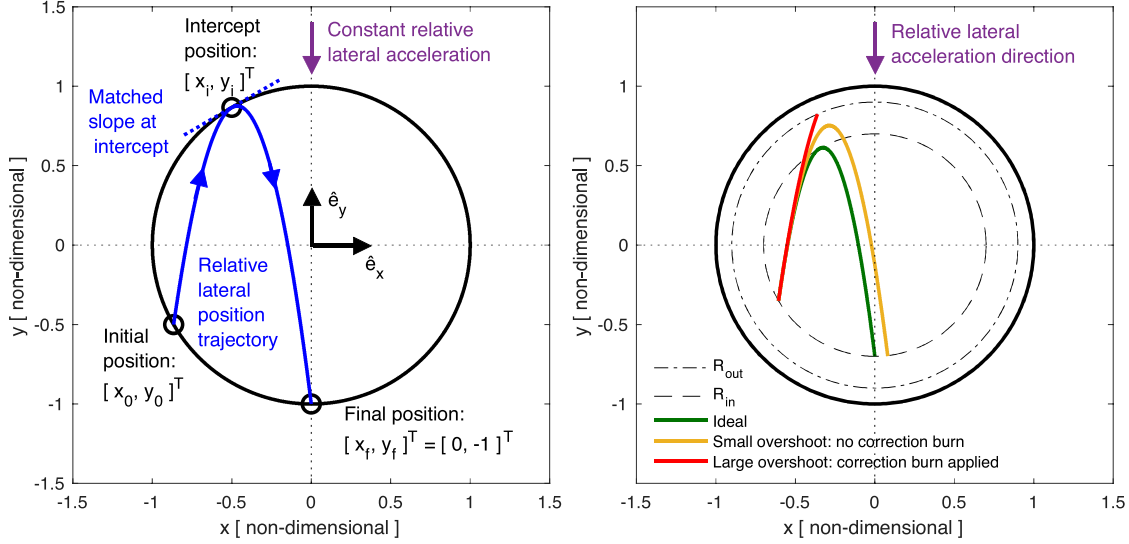 1.5
1
0.5
0
-0.5
-1
-1.5
y [ non-dimensional ]
Intercept
position:
[ x_i, y_i ]^T
Constant relative
lateral acceleration
Matched
slope at
intercept
ê_y
ê_x
Relative
lateral
position
trajectory
Initial
position:
[ x_0, y_0 ]^T
Final position:
[ x_f, y_f ]^T = [ 0, -1 ]^T
-1.5 -1 -0.5 0 0.5 1 1.5
x [ non-dimensional ]
1.5
1
0.5
0
-0.5
-1
-1.5
y [ non-dimensional ]
Relative lateral
acceleration direction
R_out
R_in
Ideal
Small overshoot: no correction burn
Large overshoot: correction burn applied
-1.5 -1 -0.5 0 0.5 1 1.5
x [ non-dimensional ]